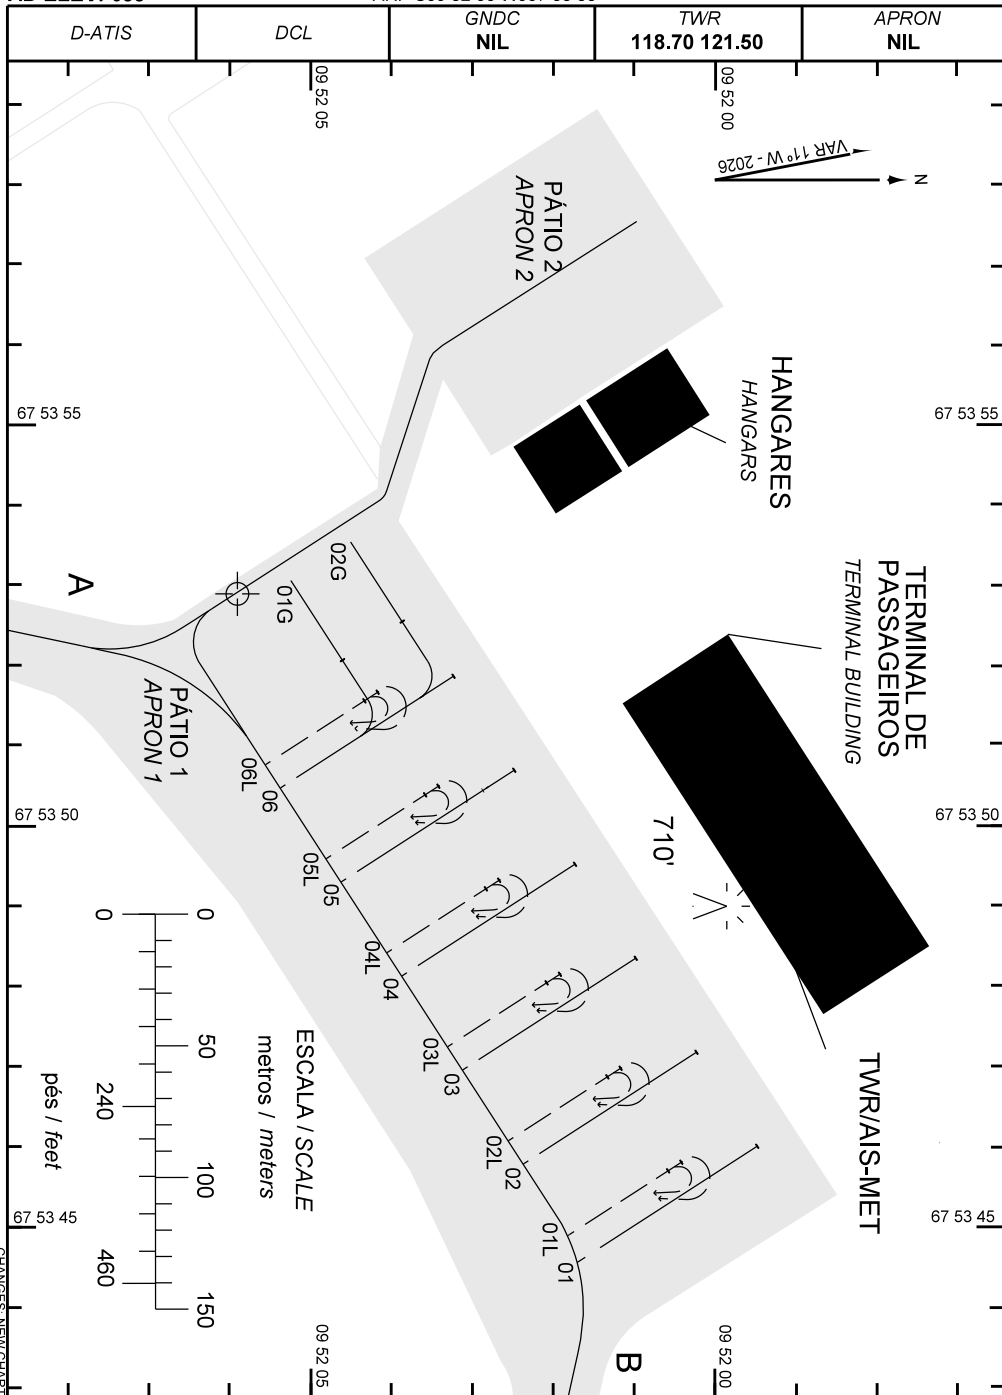 D-ATIS
DCL
GNDC
NIL
TWR
118.70 121.50
APRON
NIL
09 52 05
09 52 00
VAR 11° W - 2026
N
PÁTIO 2
APRON 2
HANGARES
HANGARS
67 53 55
67 53 55
TERMINAL DE
PASSAGEIROS
TERMINAL BUILDING
02G
01G
A
PÁTIO 1
APRON 1
06L
06
05L
05
04L
04
03L
03
02L
02
01L
01
710'
67 53 50
67 53 50
TWR/AIS-MET
ESCALA / SCALE
metros / meters
0
50
100
150
0
240
460
pés / feet
67 53 45
67 53 45
B
09 52 05
09 52 00